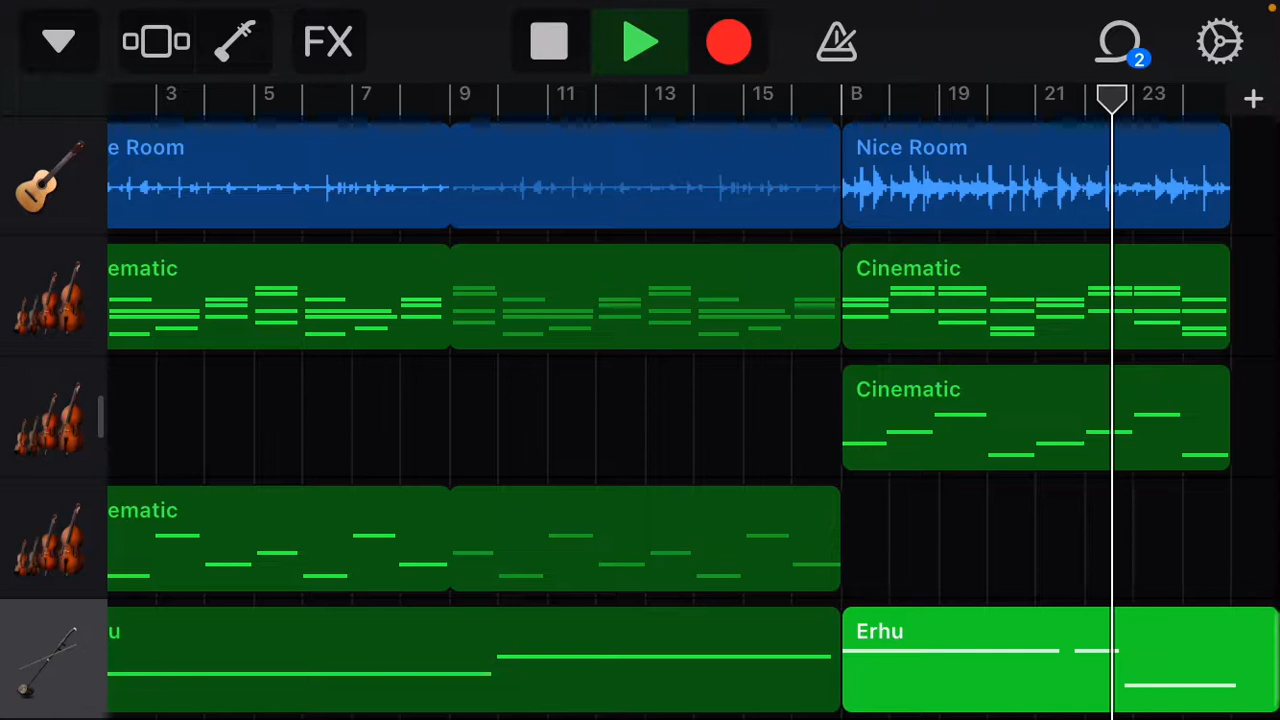 FX
2
3 5 7 9 11 13 15 B 19 21 23 +
e Room
Nice Room
ematic
Cinematic
Cinematic
ematic
u
Erhu